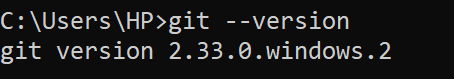 C:\Users\HP>git --version
git version 2.33.0.windows.2